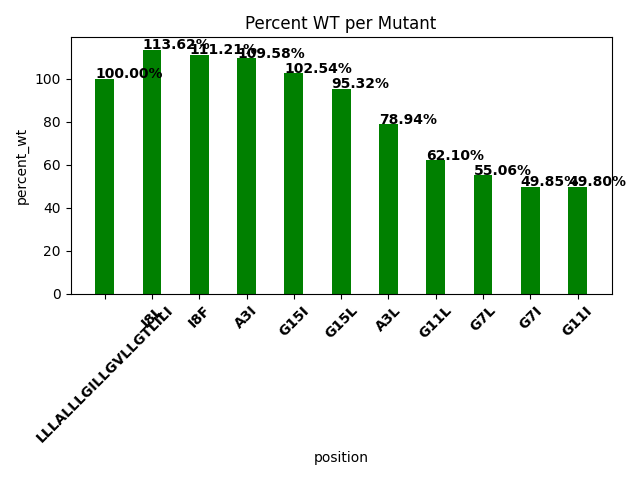 Percent WT per Mutant
100.00%
113.62%
111.21%
109.58%
102.54%
95.32%
78.94%
62.10%
55.06%
49.85%
49.80%
percent_wt
100
80
60
40
20
0
LLLALLLGILLGVLLGTLILI
I8L
I8F
A3I
G15I
G15L
A3L
G11L
G7L
G7I
G11I
position